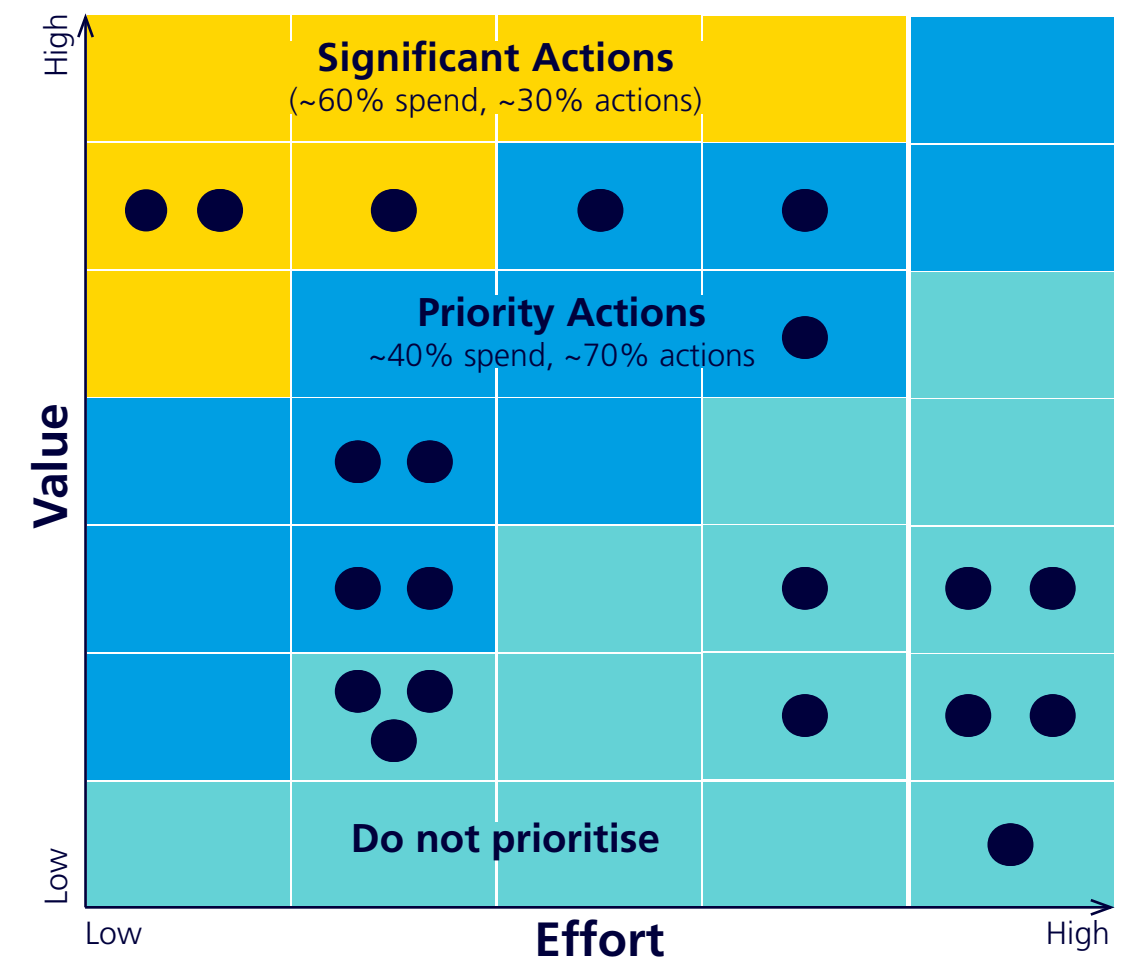 High
Significant Actions
(~60% spend, ~30% actions)
Priority Actions
~40% spend, ~70% actions
Value
Do not prioritise
Low
Low
Effort
High